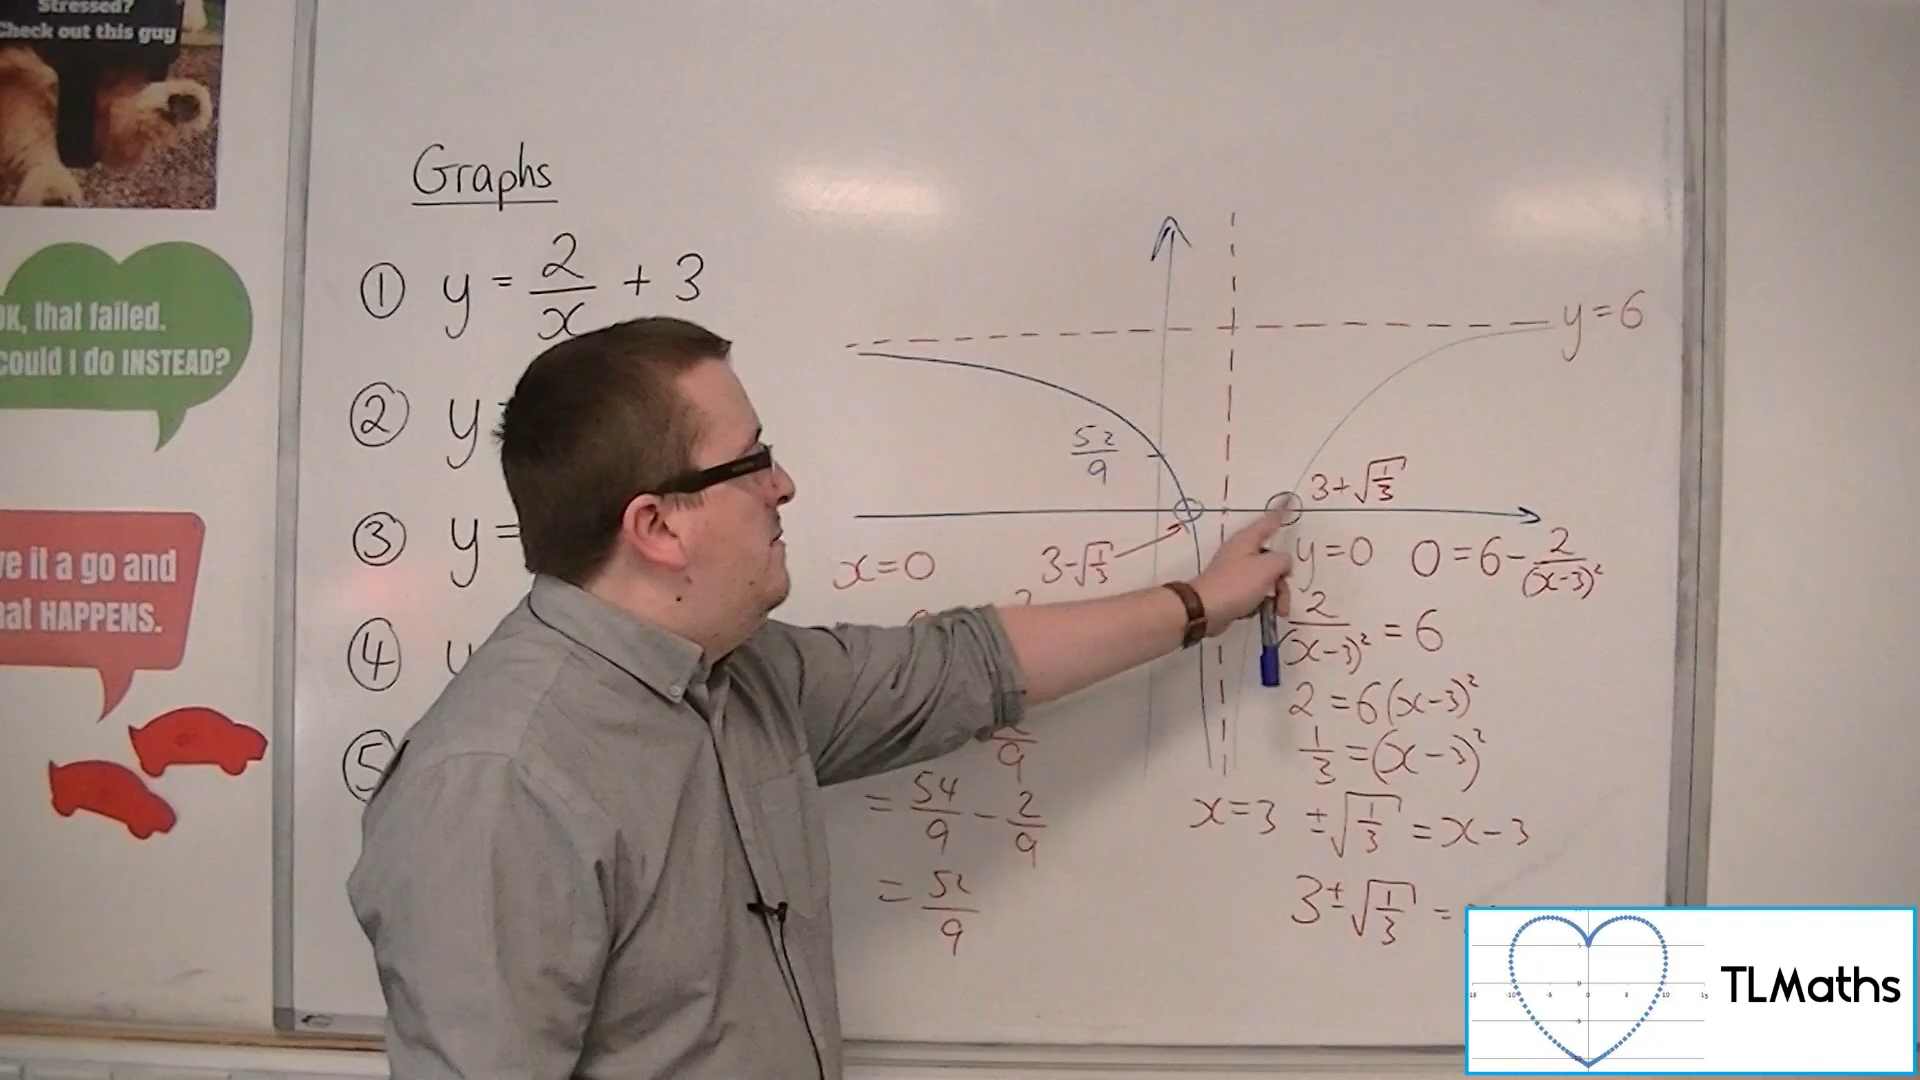 Stressed?
Check out this guy
OK, that failed.
could I do INSTEAD?
ve it a go and
hat HAPPENS.
Graphs
① y = 2/x + 3
② y
③ y =
④ y
⑤
y = 6
52/9
3 + √(1/3)
3 - √(1/3)
x = 0
= 54/9 - 2/9
= 52/9
y = 0 0 = 6 - 2/(x-3)²
2/(x-3)² = 6
2 = 6(x-3)²
1/3 = (x-3)²
x = 3 ± √(1/3) = x - 3
3 ± √(1/3) =
TLMaths